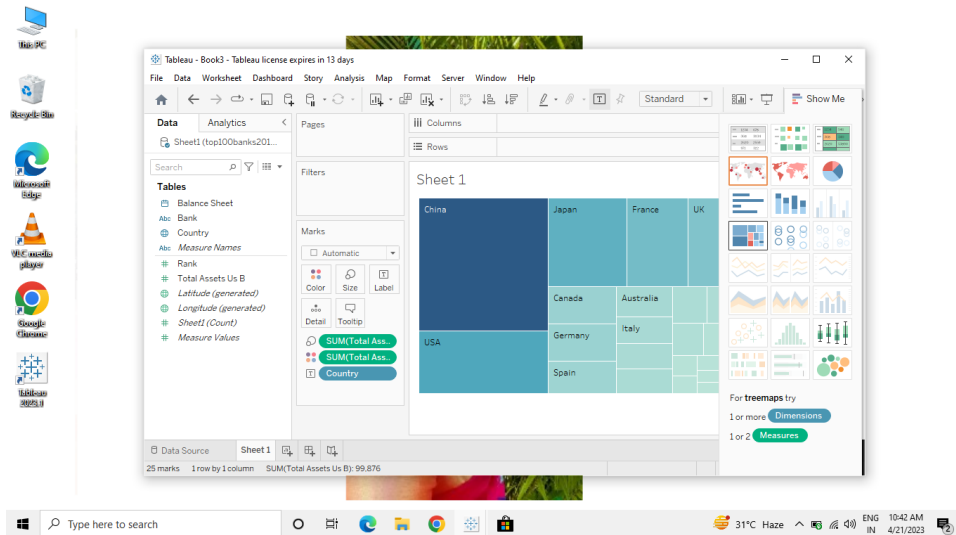 This PC
Recycle Bin
Microsoft
Edge
VLC media
player
Google
Chrome
Tableau
2023.1
Tableau - Book3 - Tableau license expires in 13 days
File Data Worksheet Dashboard Story Analysis Map Format Server Window Help
Standard
Show Me
Data Analytics
Sheet1 (top100banks201...
Search
Tables
Balance Sheet
Abc Bank
Country
Abc Measure Names
Rank
Total Assets Us B
Latitude (generated)
Longitude (generated)
Sheet1 (Count)
Measure Values
Pages
Filters
Marks
Automatic
Color Size Label
Detail Tooltip
SUM(Total Ass..
SUM(Total Ass..
Country
Columns
Rows
Sheet 1
China
Japan
France
UK
Canada
Australia
USA
Germany
Italy
Spain
For treemaps try
1 or more Dimensions
1 or 2 Measures
Data Source Sheet 1
25 marks 1 row by 1 column SUM(Total Assets Us B): 99,876
Type here to search
31°C Haze
ENG
IN
10:42 AM
4/21/2023
2